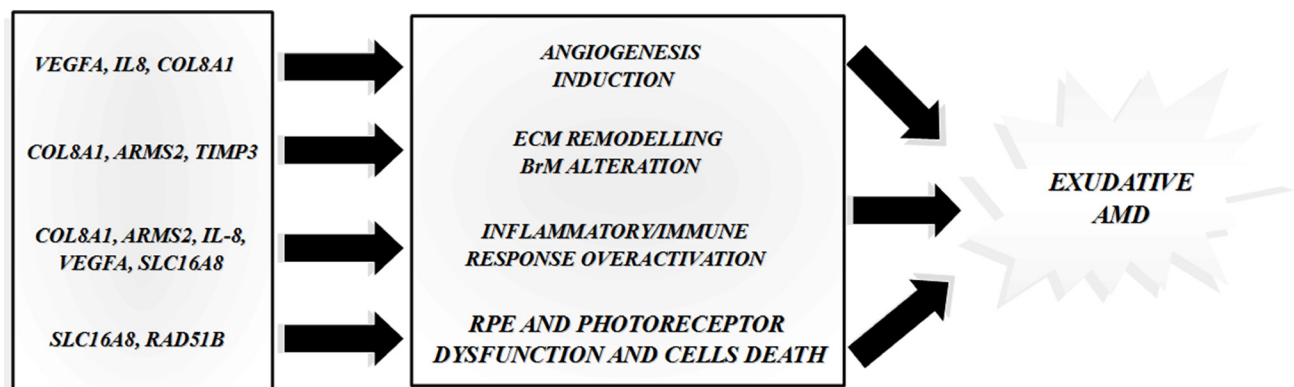 VEGFA, IL8, COL8A1
COL8A1, ARMS2, TIMP3
COL8A1, ARMS2, IL-8,
VEGFA, SLC16A8
SLC16A8, RAD51B
ANGIOGENESIS
INDUCTION
ECM REMODELLING
BrM ALTERATION
INFLAMMATORY/IMMUNE
RESPONSE OVERACTIVATION
RPE AND PHOTORECEPTOR
DYSFUNCTION AND CELLS DEATH
EXUDATIVE
AMD